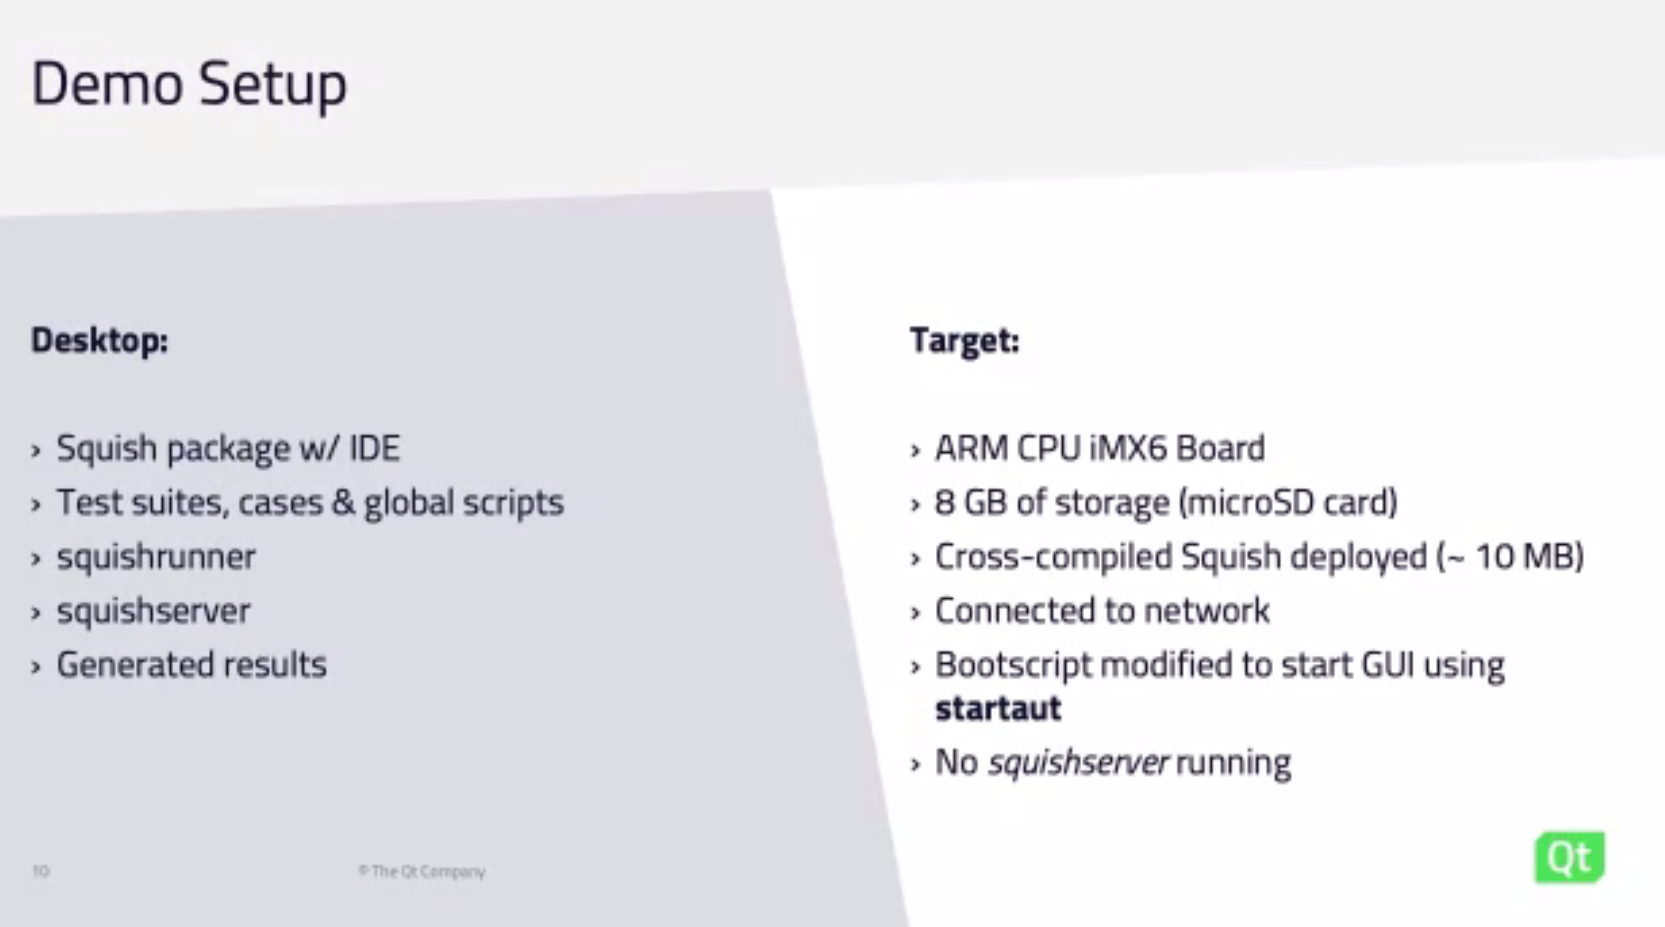 Demo Setup
Desktop:
› Squish package w/ IDE
› Test suites, cases & global scripts
› squishrunner
› squishserver
› Generated results
Target:
› ARM CPU iMX6 Board
› 8 GB of storage (microSD card)
› Cross-compiled Squish deployed (~ 10 MB)
› Connected to network
› Bootscript modified to start GUI using
startaut
› No squishserver running
10
© The Qt Company
Qt